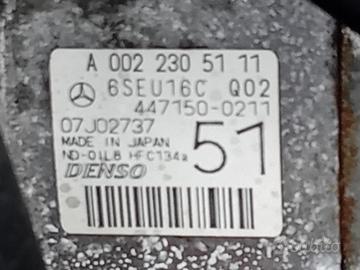 A 002 230 51 11
6SEU16C Q02
447150-0211
07J02737
51
MADE IN JAPAN
ND-OIL8 HFC134a
DENSO